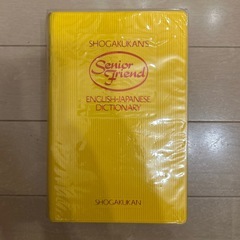 SHOGAKUKAN'S
Senior
Friend
ENGLISH-JAPANESE
DICTIONARY
SHOGAKUKAN